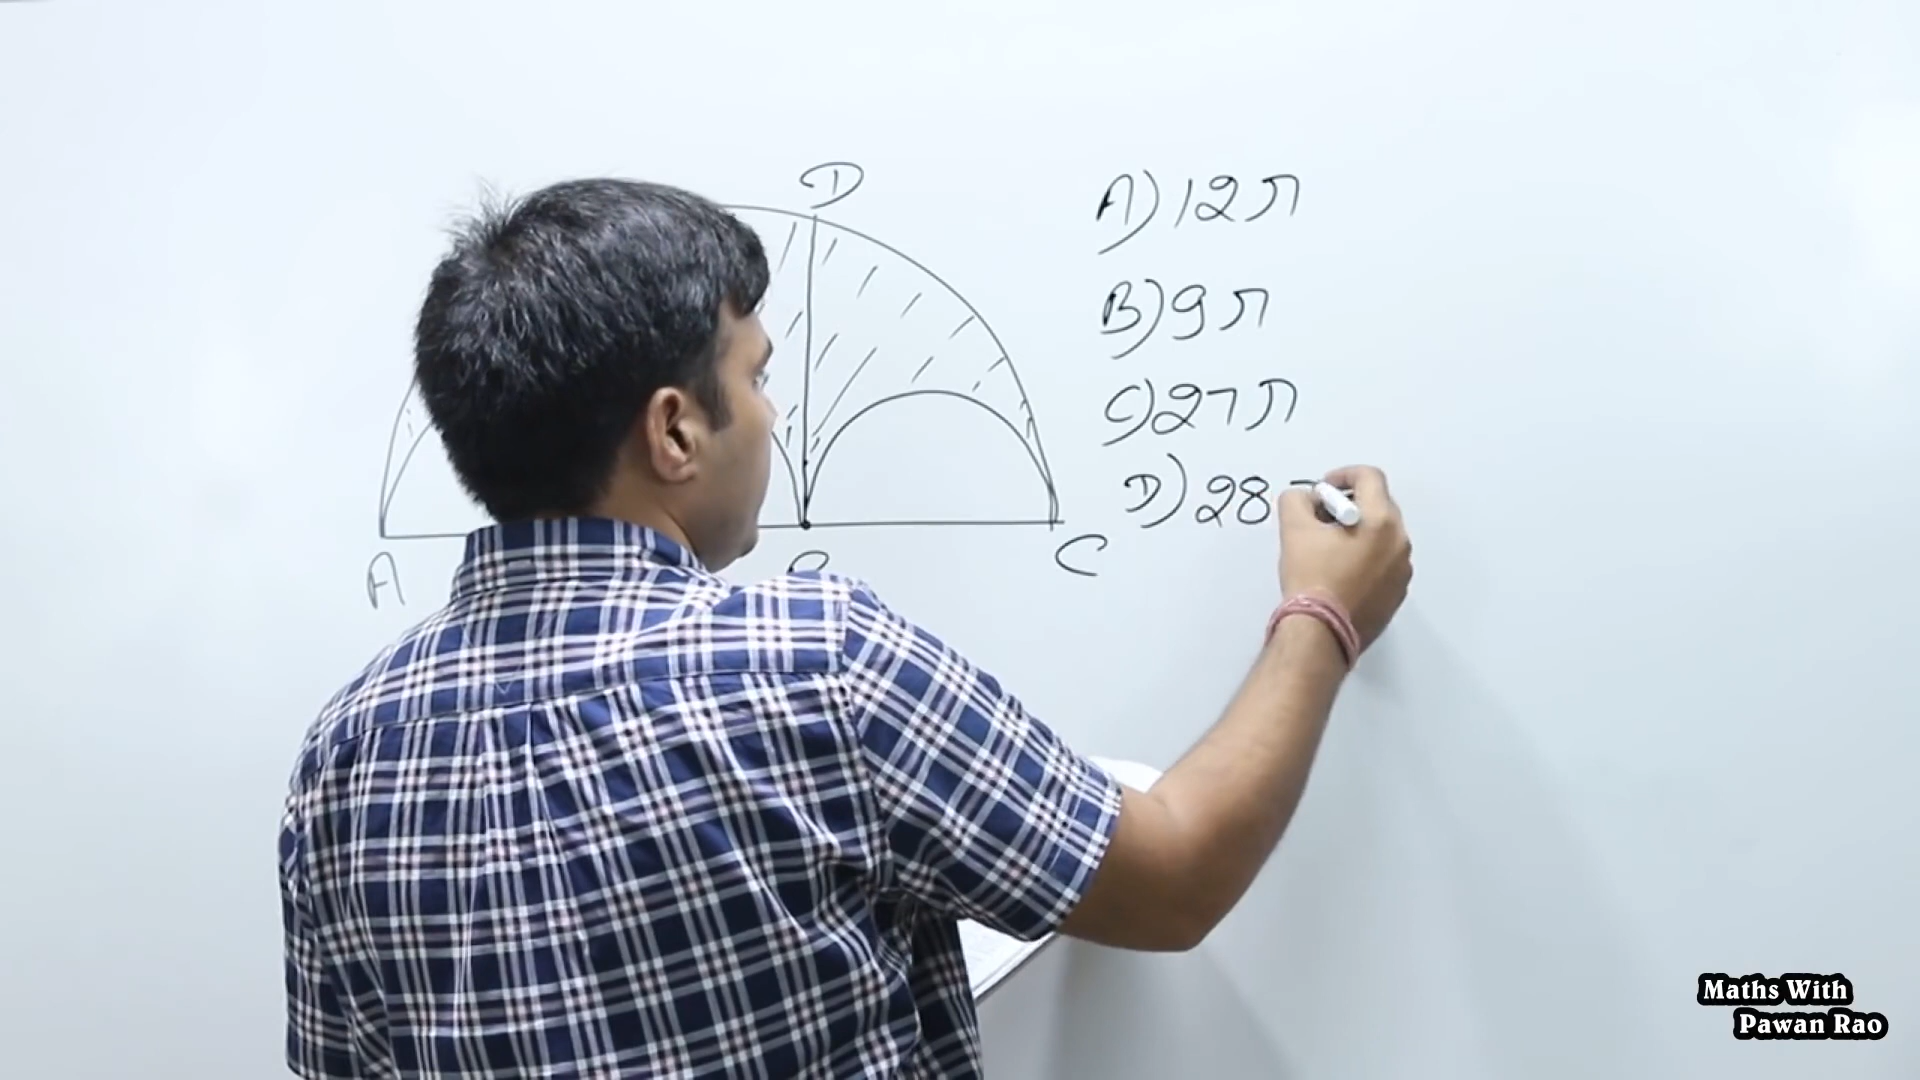 D
A) 12π
B) 9π
C) 27π
D) 28
A
C
Maths With
Pawan Rao